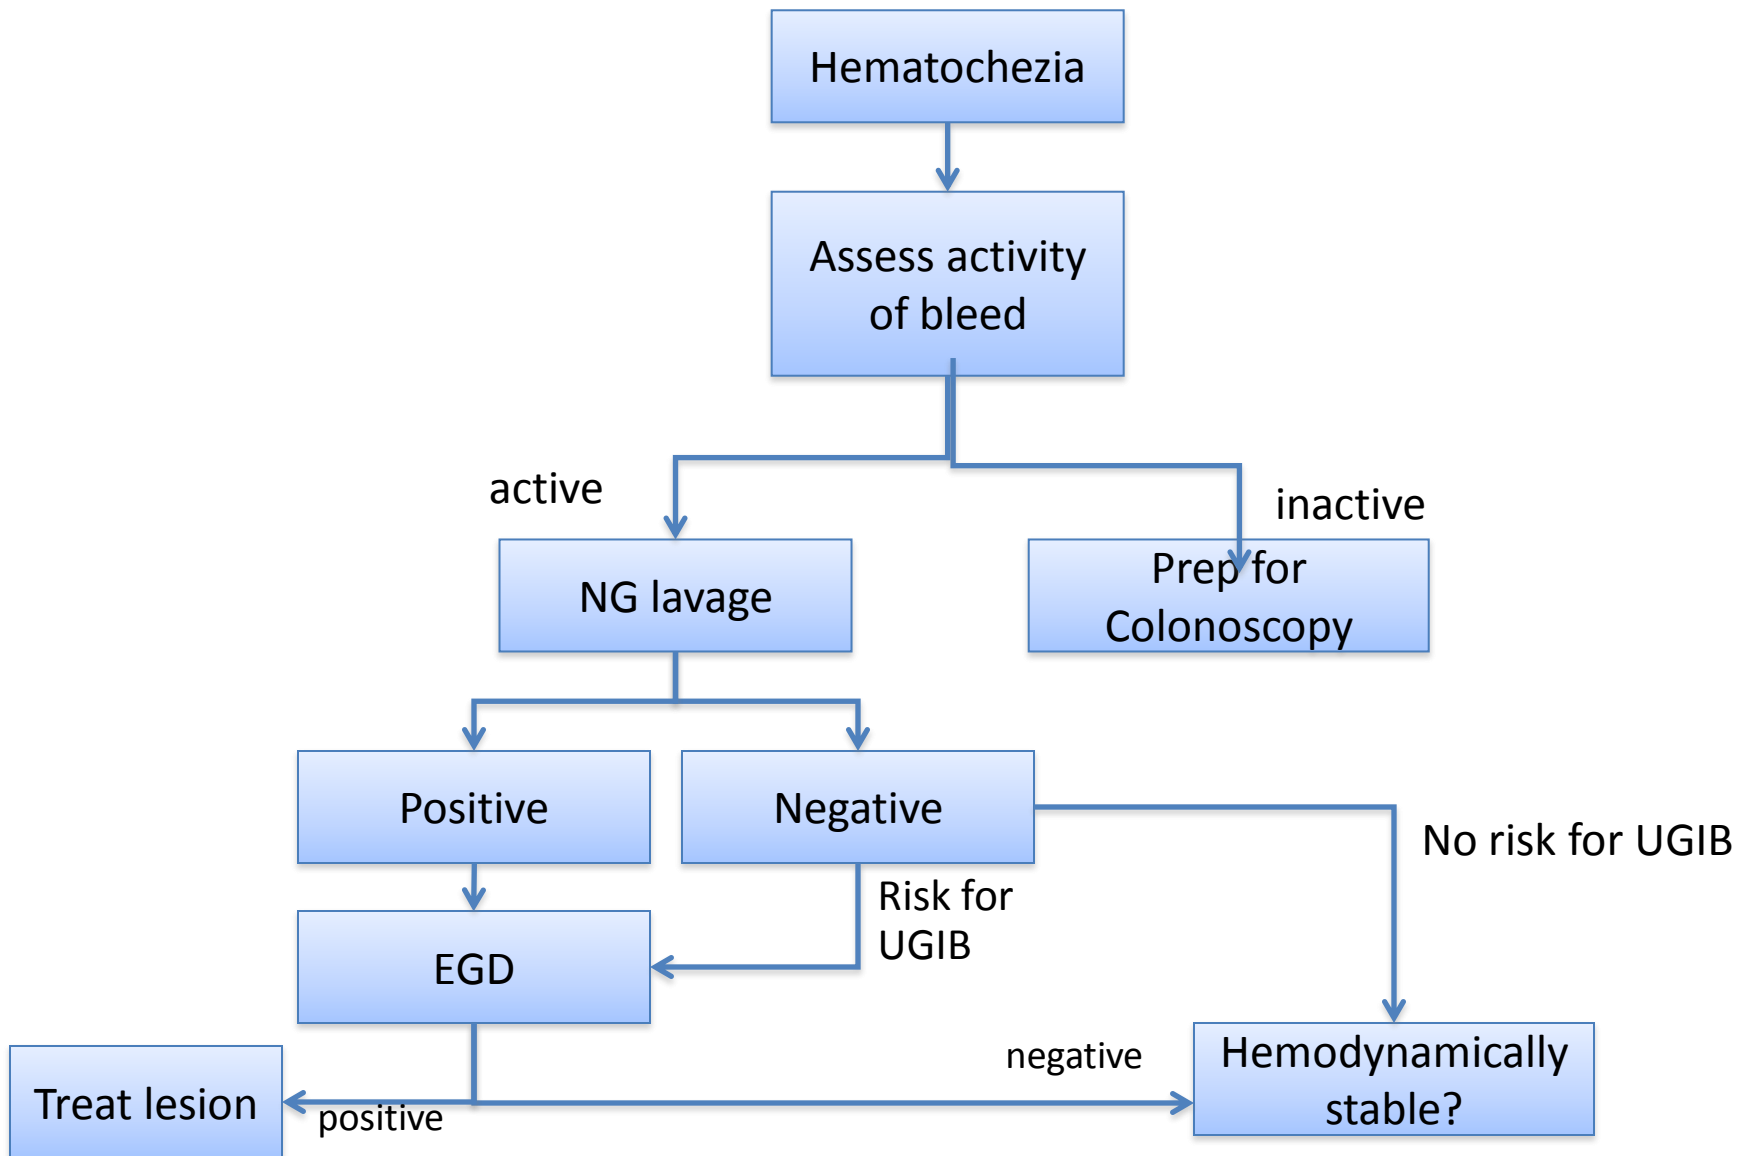 Hematochezia
Assess activity
of bleed
active
inactive
NG lavage
Prep for
Colonoscopy
Positive
Negative
No risk for UGIB
Risk for
UGIB
EGD
Hemodynamically
stable?
negative
Treat lesion
positive